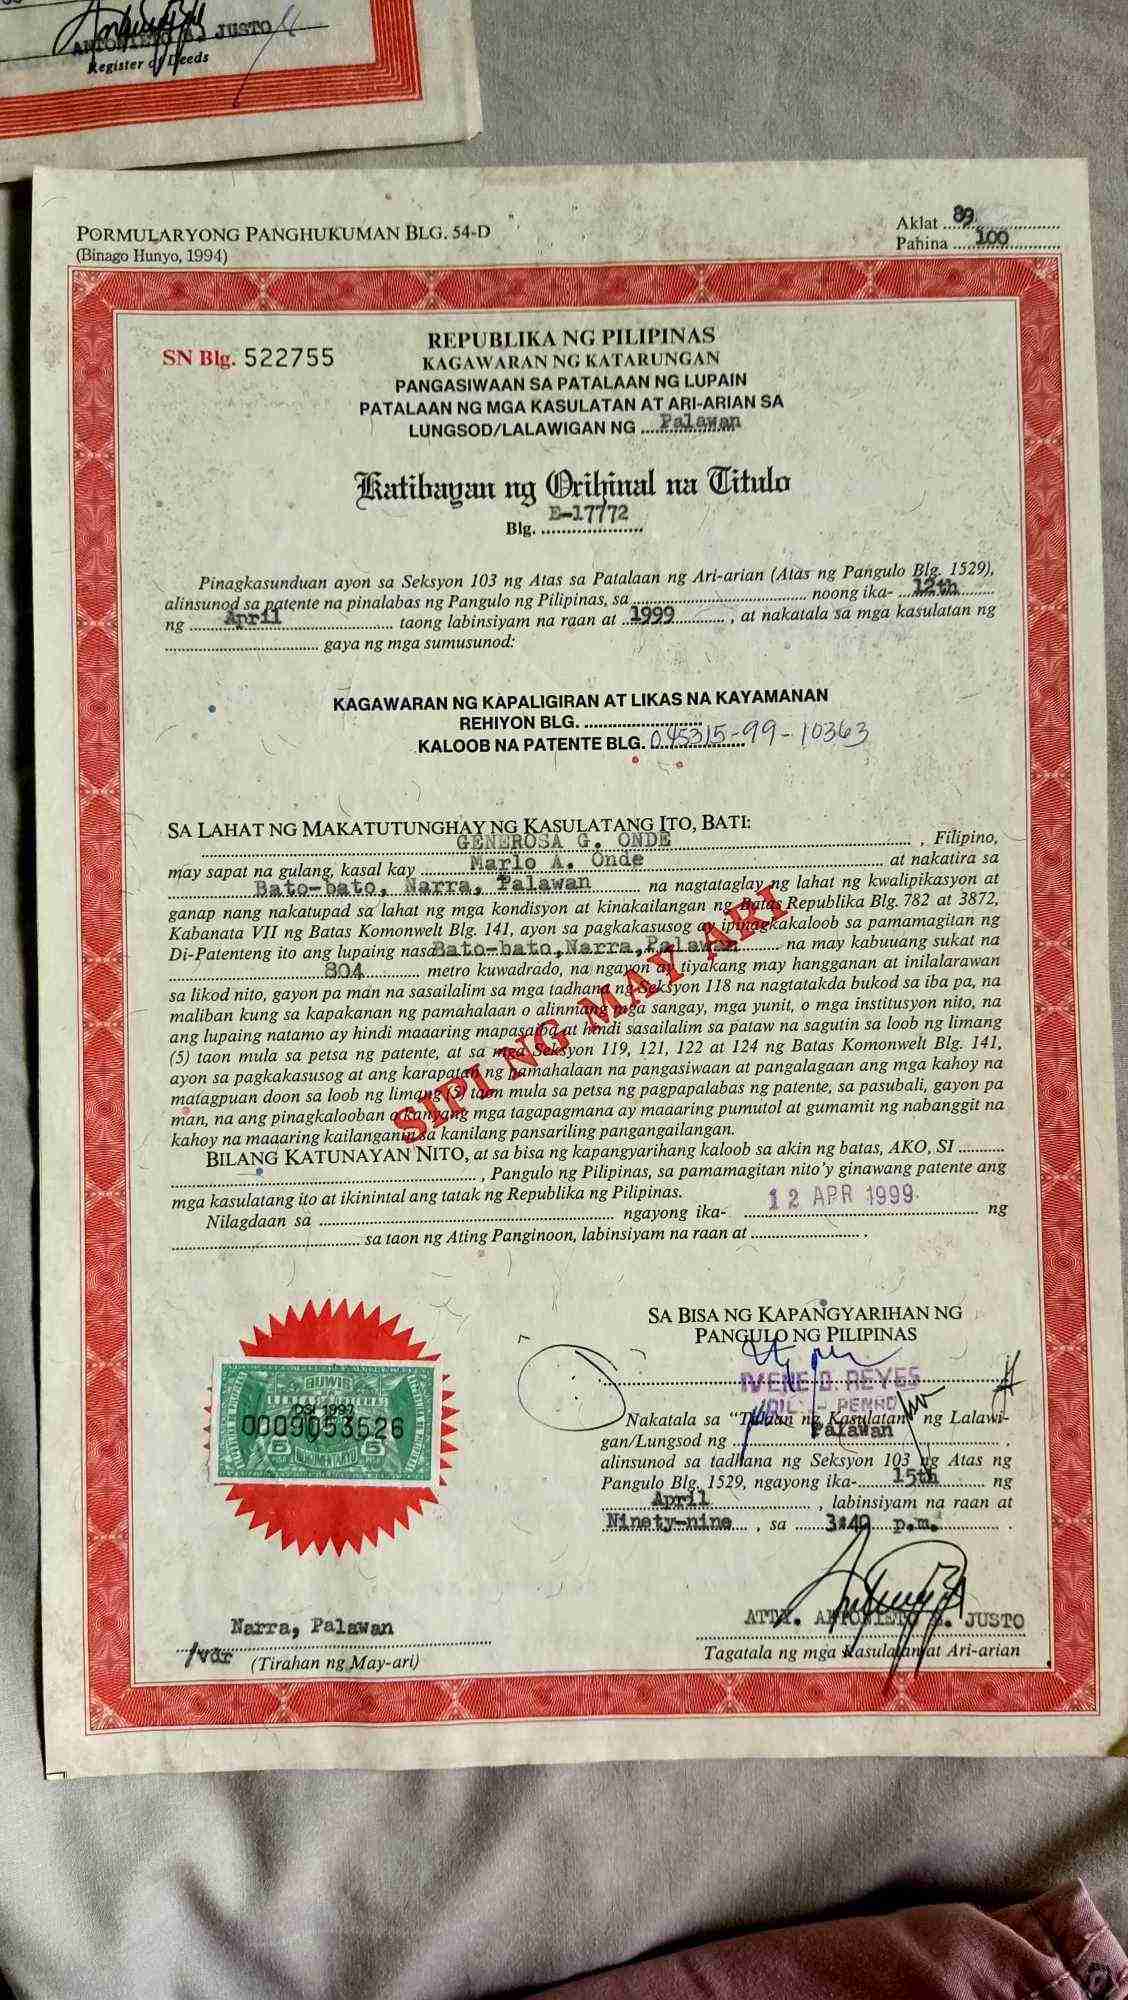 ANTONIETO A. JUSTO
Register of Deeds
PORMULARYONG PANGHUKUMAN BLG. 54-D
(Binago Hunyo, 1994)
Aklat 89
Pahina 100
SN Blg. 522755
REPUBLIKA NG PILIPINAS
KAGAWARAN NG KATARUNGAN
PANGASIWAAN SA PATALAAN NG LUPAIN
PATALAAN NG MGA KASULATAN AT ARI-ARIAN SA
LUNGSOD/LALAWIGAN NG Palawan
Katibayan ng Orihinal na Titulo
Blg. E-17772
Pinagkasunduan ayon sa Seksyon 103 ng Atas sa Patalaan ng Ari-arian (Atas ng Pangulo Blg. 1529),
alinsunod sa patente na pinalabas ng Pangulo ng Pilipinas, sa noong ika- 12th
ng April taong labinsiyam na raan at 1999, at nakatala sa mga kasulatan ng
gaya ng mga sumusunod:
KAGAWARAN NG KAPALIGIRAN AT LIKAS NA KAYAMANAN
REHIYON BLG.
KALOOB NA PATENTE BLG. 045315-99-10363
SA LAHAT NG MAKATUTUNGHAY NG KASULATANG ITO, BATI:
GENEROSA G. ONDE, Filipino,
may sapat na gulang, kasal kay Marlo A. Onde at nakatira sa
Bato-bato, Narra, Palawan na nagtataglay ng lahat ng kwalipikasyon at
ganap nang nakatupad sa lahat ng mga kondisyon at kinakailangan ng Batas Republika Blg. 782 at 3872,
Kabanata VII ng Batas Komonwelt Blg. 141, ayon sa pagkakasusog ay ipinagkakaloob sa pamamagitan ng
Di-Patenteng ito ang lupaing nasa Bato-bato, Narra, Palawan na may kabuuang sukat na
804 metro kuwadrado, na ngayon ay tiyakang may hangganan at inilalarawan
sa likod nito, gayon pa man na sasailalim sa mga tadhana ng Seksyon 118 na nagtatakda bukod sa iba pa, na
maliban kung sa kapakanan ng pamahalaan o alinmang mga sangay, mga yunit, o mga institusyon nito, na
ang lupaing natamo ay hindi maaaring mapasaiba at hindi sasailalim sa pataw na sagutin sa loob ng limang
(5) taon mula sa petsa ng patente, at sa mga Seksyon 119, 121, 122 at 124 ng Batas Komonwelt Blg. 141,
ayon sa pagkakasusog at ang karapatan ng pamahalaan na pangasiwaan at pangalagaan ang mga kahoy na
matagpuan doon sa loob ng limang (5) taon mula sa petsa ng pagpapalabas ng patente, sa pasubali, gayon pa
man, na ang pinagkalooban o kanyang mga tagapagmana ay maaaring pumutol at gumamit ng nabanggit na
kahoy na maaaring kailanganin sa kanilang pansariling pangangailangan.
SIPI NG MAY ARI
BILANG KATUNAYAN NITO, at sa bisa ng kapangyarihang kaloob sa akin ng batas, AKO, SI
, Pangulo ng Pilipinas, sa pamamagitan nito'y ginawang patente ang
mga kasulatang ito at ikinintal ang tatak ng Republika ng Pilipinas.
Nilagdaan sa ngayong ika- 12 APR 1999 ng
sa taon ng Ating Panginoon, labinsiyam na raan at .
SA BISA NG KAPANGYARIHAN NG
PANGULO NG PILIPINAS
IVENE D. REYES
Nakatala sa "Talaan ng Kasulatan" ng Lalawi-
gan/Lungsod ng Palawan,
alinsunod sa tadhana ng Seksyon 103 ng Atas ng
Pangulo Blg. 1529, ngayong ika- 15th ng
April, labinsiyam na raan at
Ninety-nine, sa 3:40 p.m.
0009053526
5 5
ATTY. ANTONIETO A. JUSTO
Tagatala ng mga Kasulatan at Ari-arian
Narra, Palawan
/vdr (Tirahan ng May-ari)